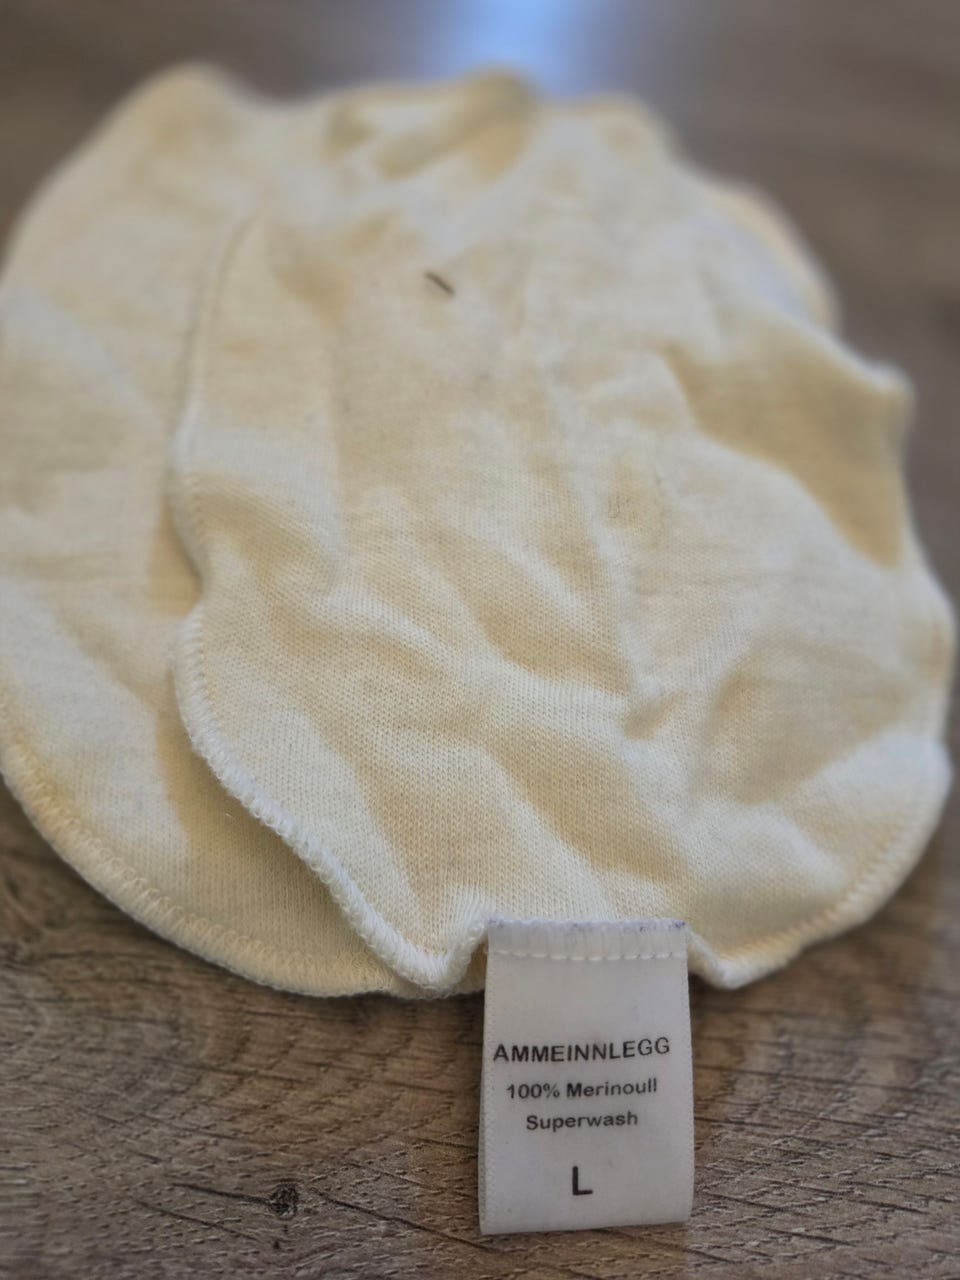 AMMEINNLEGG
100% Merinoull
Superwash
L